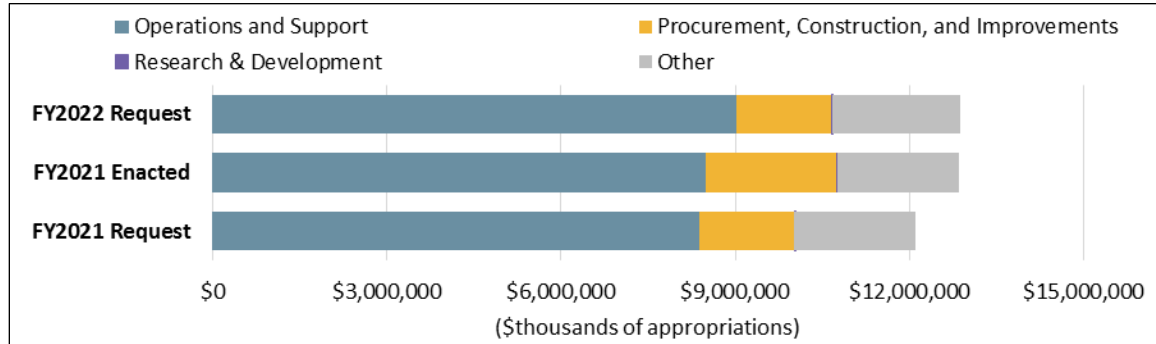 Operations and Support
Procurement, Construction, and Improvements
Research & Development
Other
FY2022 Request
FY2021 Enacted
FY2021 Request
$0 $3,000,000 $6,000,000 $9,000,000 $12,000,000 $15,000,000
($thousands of appropriations)